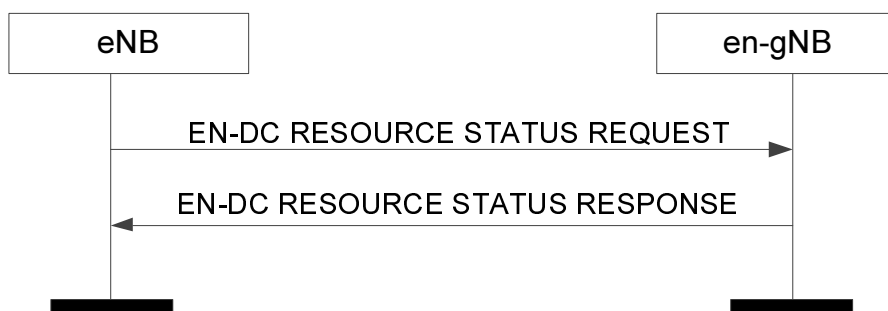 eNB
en-gNB
EN-DC RESOURCE STATUS REQUEST
EN-DC RESOURCE STATUS RESPONSE